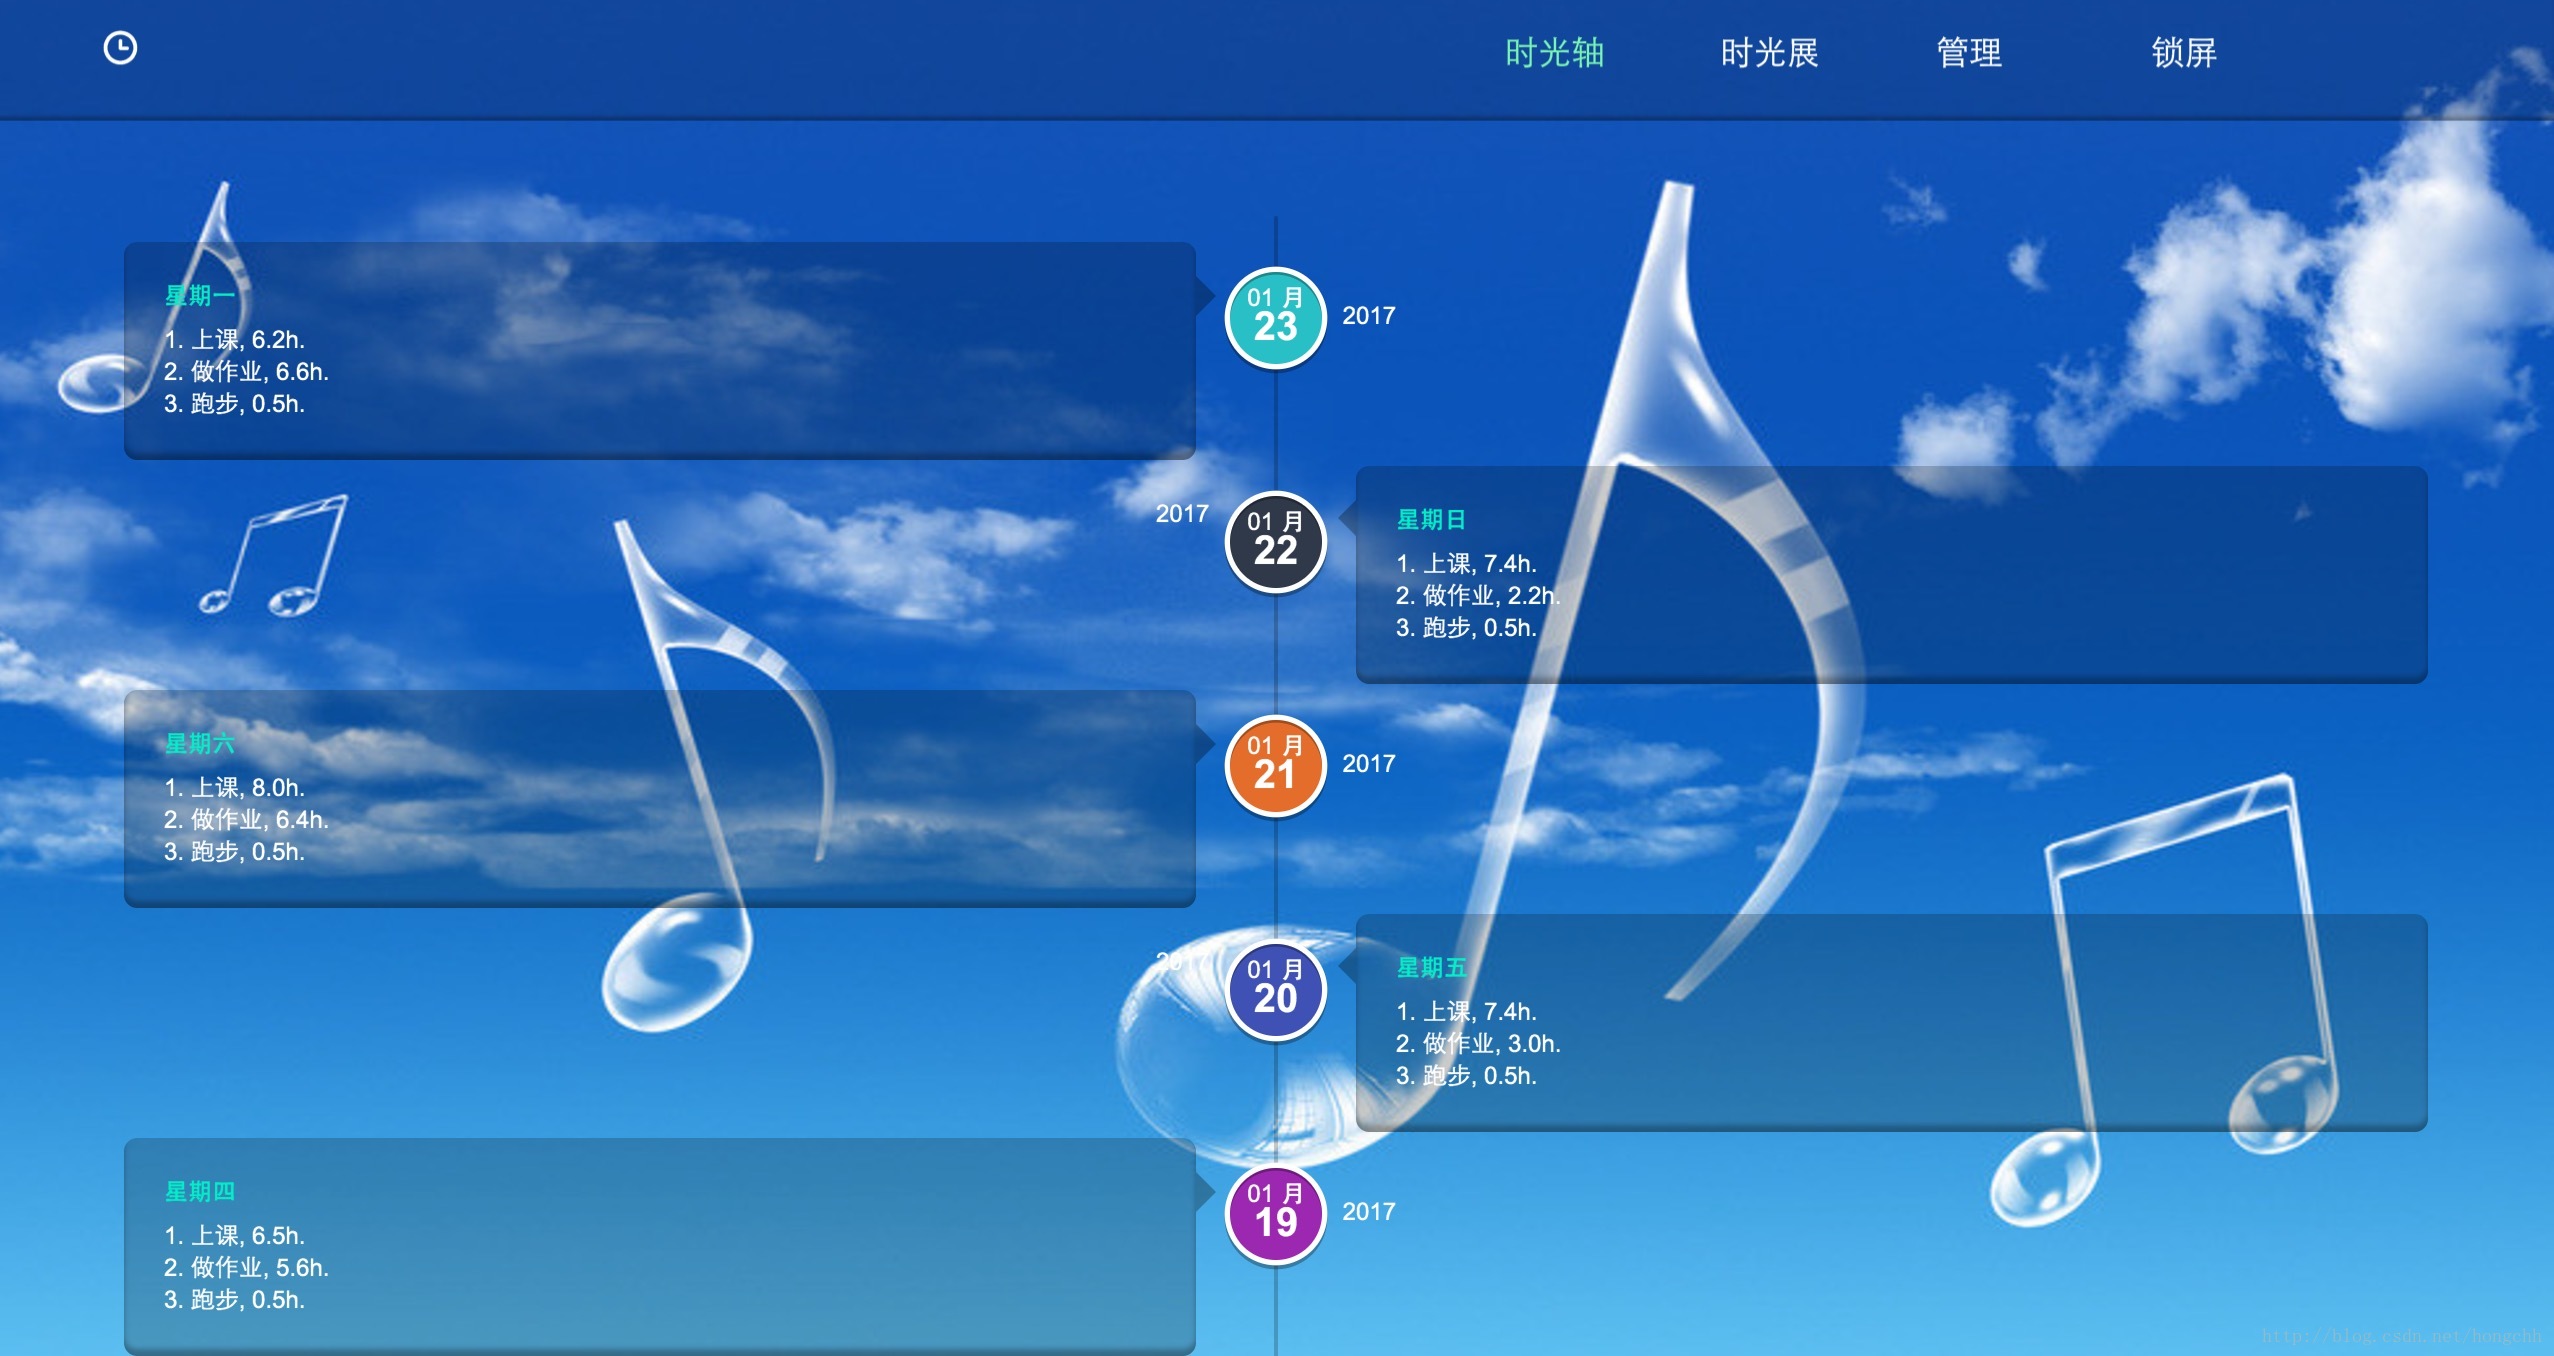 时光轴
时光展
管理
锁屏
星期一
1. 上课, 6.2h.
2. 做作业, 6.6h.
3. 跑步, 0.5h.
01 月
23
2017
2017
01 月
22
星期日
1. 上课, 7.4h.
2. 做作业, 2.2h.
3. 跑步, 0.5h.
星期六
1. 上课, 8.0h.
2. 做作业, 6.4h.
3. 跑步, 0.5h.
01 月
21
2017
2017
01 月
20
星期五
1. 上课, 7.4h.
2. 做作业, 3.0h.
3. 跑步, 0.5h.
星期四
1. 上课, 6.5h.
2. 做作业, 5.6h.
3. 跑步, 0.5h.
01 月
19
2017
http://blog.csdn.net/hongchh